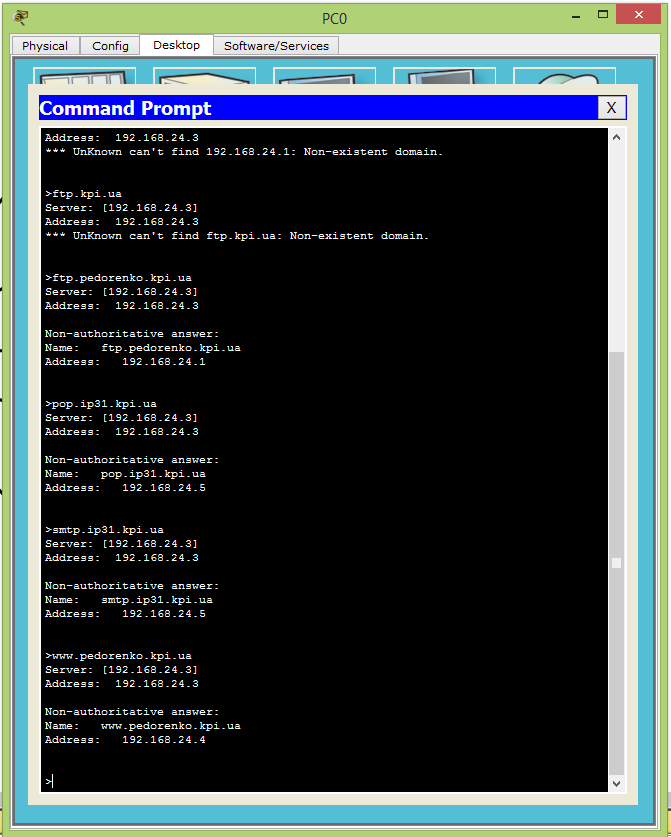 PC0
Physical Config Desktop Software/Services
Command Prompt X
Address:  192.168.24.3
*** UnKnown can't find 192.168.24.1: Non-existent domain.
>ftp.kpi.ua
Server: [192.168.24.3]
Address:  192.168.24.3
*** UnKnown can't find ftp.kpi.ua: Non-existent domain.
>ftp.pedorenko.kpi.ua
Server: [192.168.24.3]
Address:  192.168.24.3
Non-authoritative answer:
Name:   ftp.pedorenko.kpi.ua
Address:   192.168.24.1
>pop.ip31.kpi.ua
Server: [192.168.24.3]
Address:  192.168.24.3
Non-authoritative answer:
Name:   pop.ip31.kpi.ua
Address:   192.168.24.5
>smtp.ip31.kpi.ua
Server: [192.168.24.3]
Address:  192.168.24.3
Non-authoritative answer:
Name:   smtp.ip31.kpi.ua
Address:   192.168.24.5
>www.pedorenko.kpi.ua
Server: [192.168.24.3]
Address:  192.168.24.3
Non-authoritative answer:
Name:   www.pedorenko.kpi.ua
Address:   192.168.24.4
>